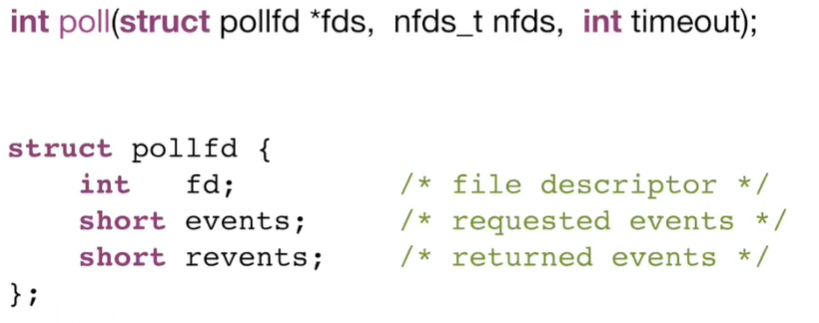 int poll(struct pollfd *fds, nfds_t nfds, int timeout);
struct pollfd {
int fd; /* file descriptor */
short events; /* requested events */
short revents; /* returned events */
};